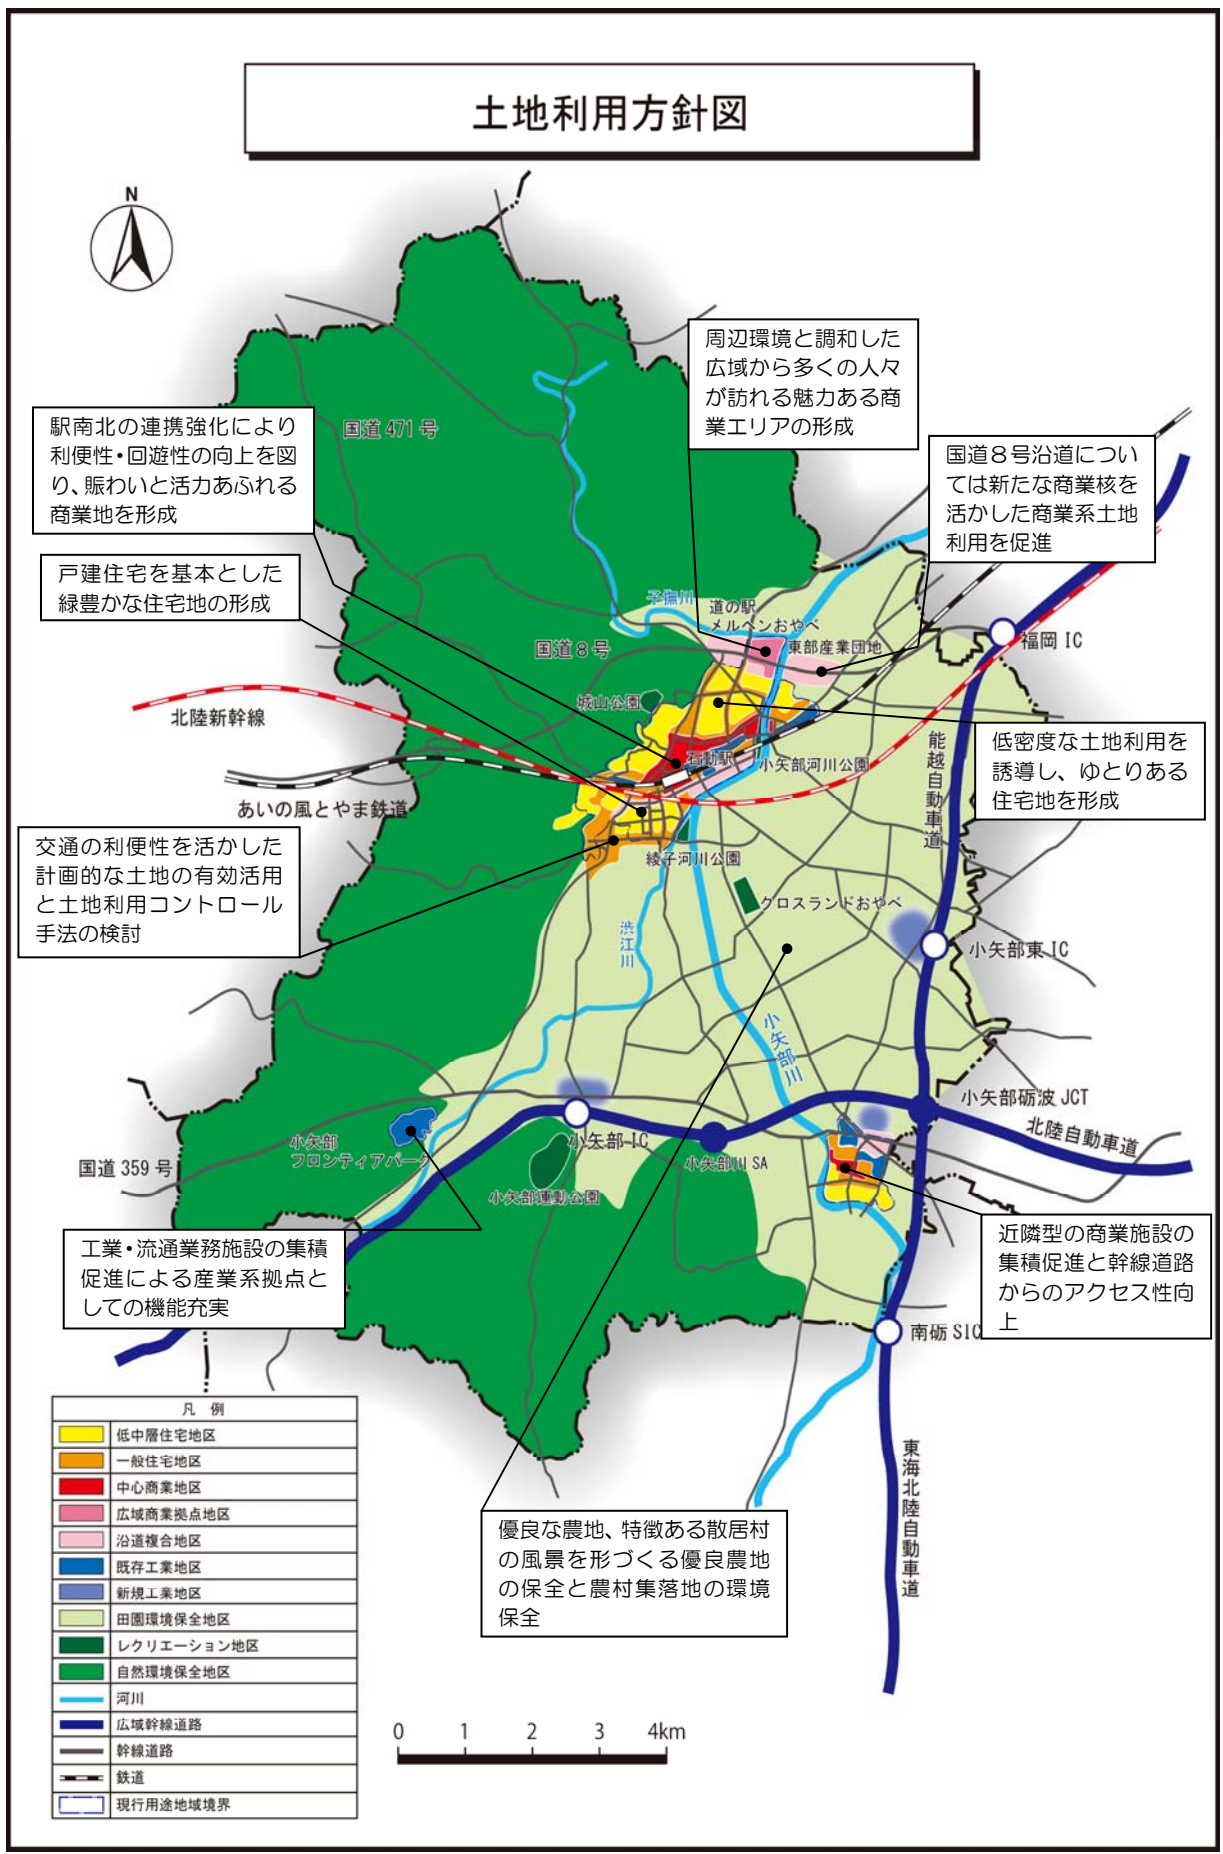 土地利用方針図
N
周辺環境と調和した
広域から多くの人々
が訪れる魅力ある商
業エリアの形成
駅南北の連携強化により
利便性・回遊性の向上を図
り、賑わいと活力あふれる
商業地を形成
国道471号
国道８号沿道につい
ては新たな商業核を
活かした商業系土地
利用を促進
戸建住宅を基本とした
緑豊かな住宅地の形成
子撫川
道の駅
メルヘンおやべ
国道８号
東部産業団地
福岡 IC
城山公園
北陸新幹線
石動駅
小矢部河川公園
能越自動車道
低密度な土地利用を
誘導し、ゆとりある
住宅地を形成
あいの風とやま鉄道
交通の利便性を活かした
計画的な土地の有効活用
と土地利用コントロール
手法の検討
綾子河川公園
クロスランドおやべ
渋江川
小矢部東 IC
小矢部川
小矢部砺波 JCT
北陸自動車道
小矢部
フロンティアパーク
国道 359 号
小矢部 IC
小矢部川 SA
小矢部運動公園
工業・流通業務施設の集積
促進による産業系拠点と
しての機能充実
近隣型の商業施設の
集積促進と幹線道路
からのアクセス性向
上
南砺 SIC
東海北陸自動車道
優良な農地、特徴ある散居村
の風景を形づくる優良農地
の保全と農村集落地の環境
保全
凡 例
低中層住宅地区
一般住宅地区
中心商業地区
広域商業拠点地区
沿道複合地区
既存工業地区
新規工業地区
田園環境保全地区
レクリエーション地区
自然環境保全地区
河川
広域幹線道路
幹線道路
鉄道
現行用途地域境界
0 1 2 3 4km